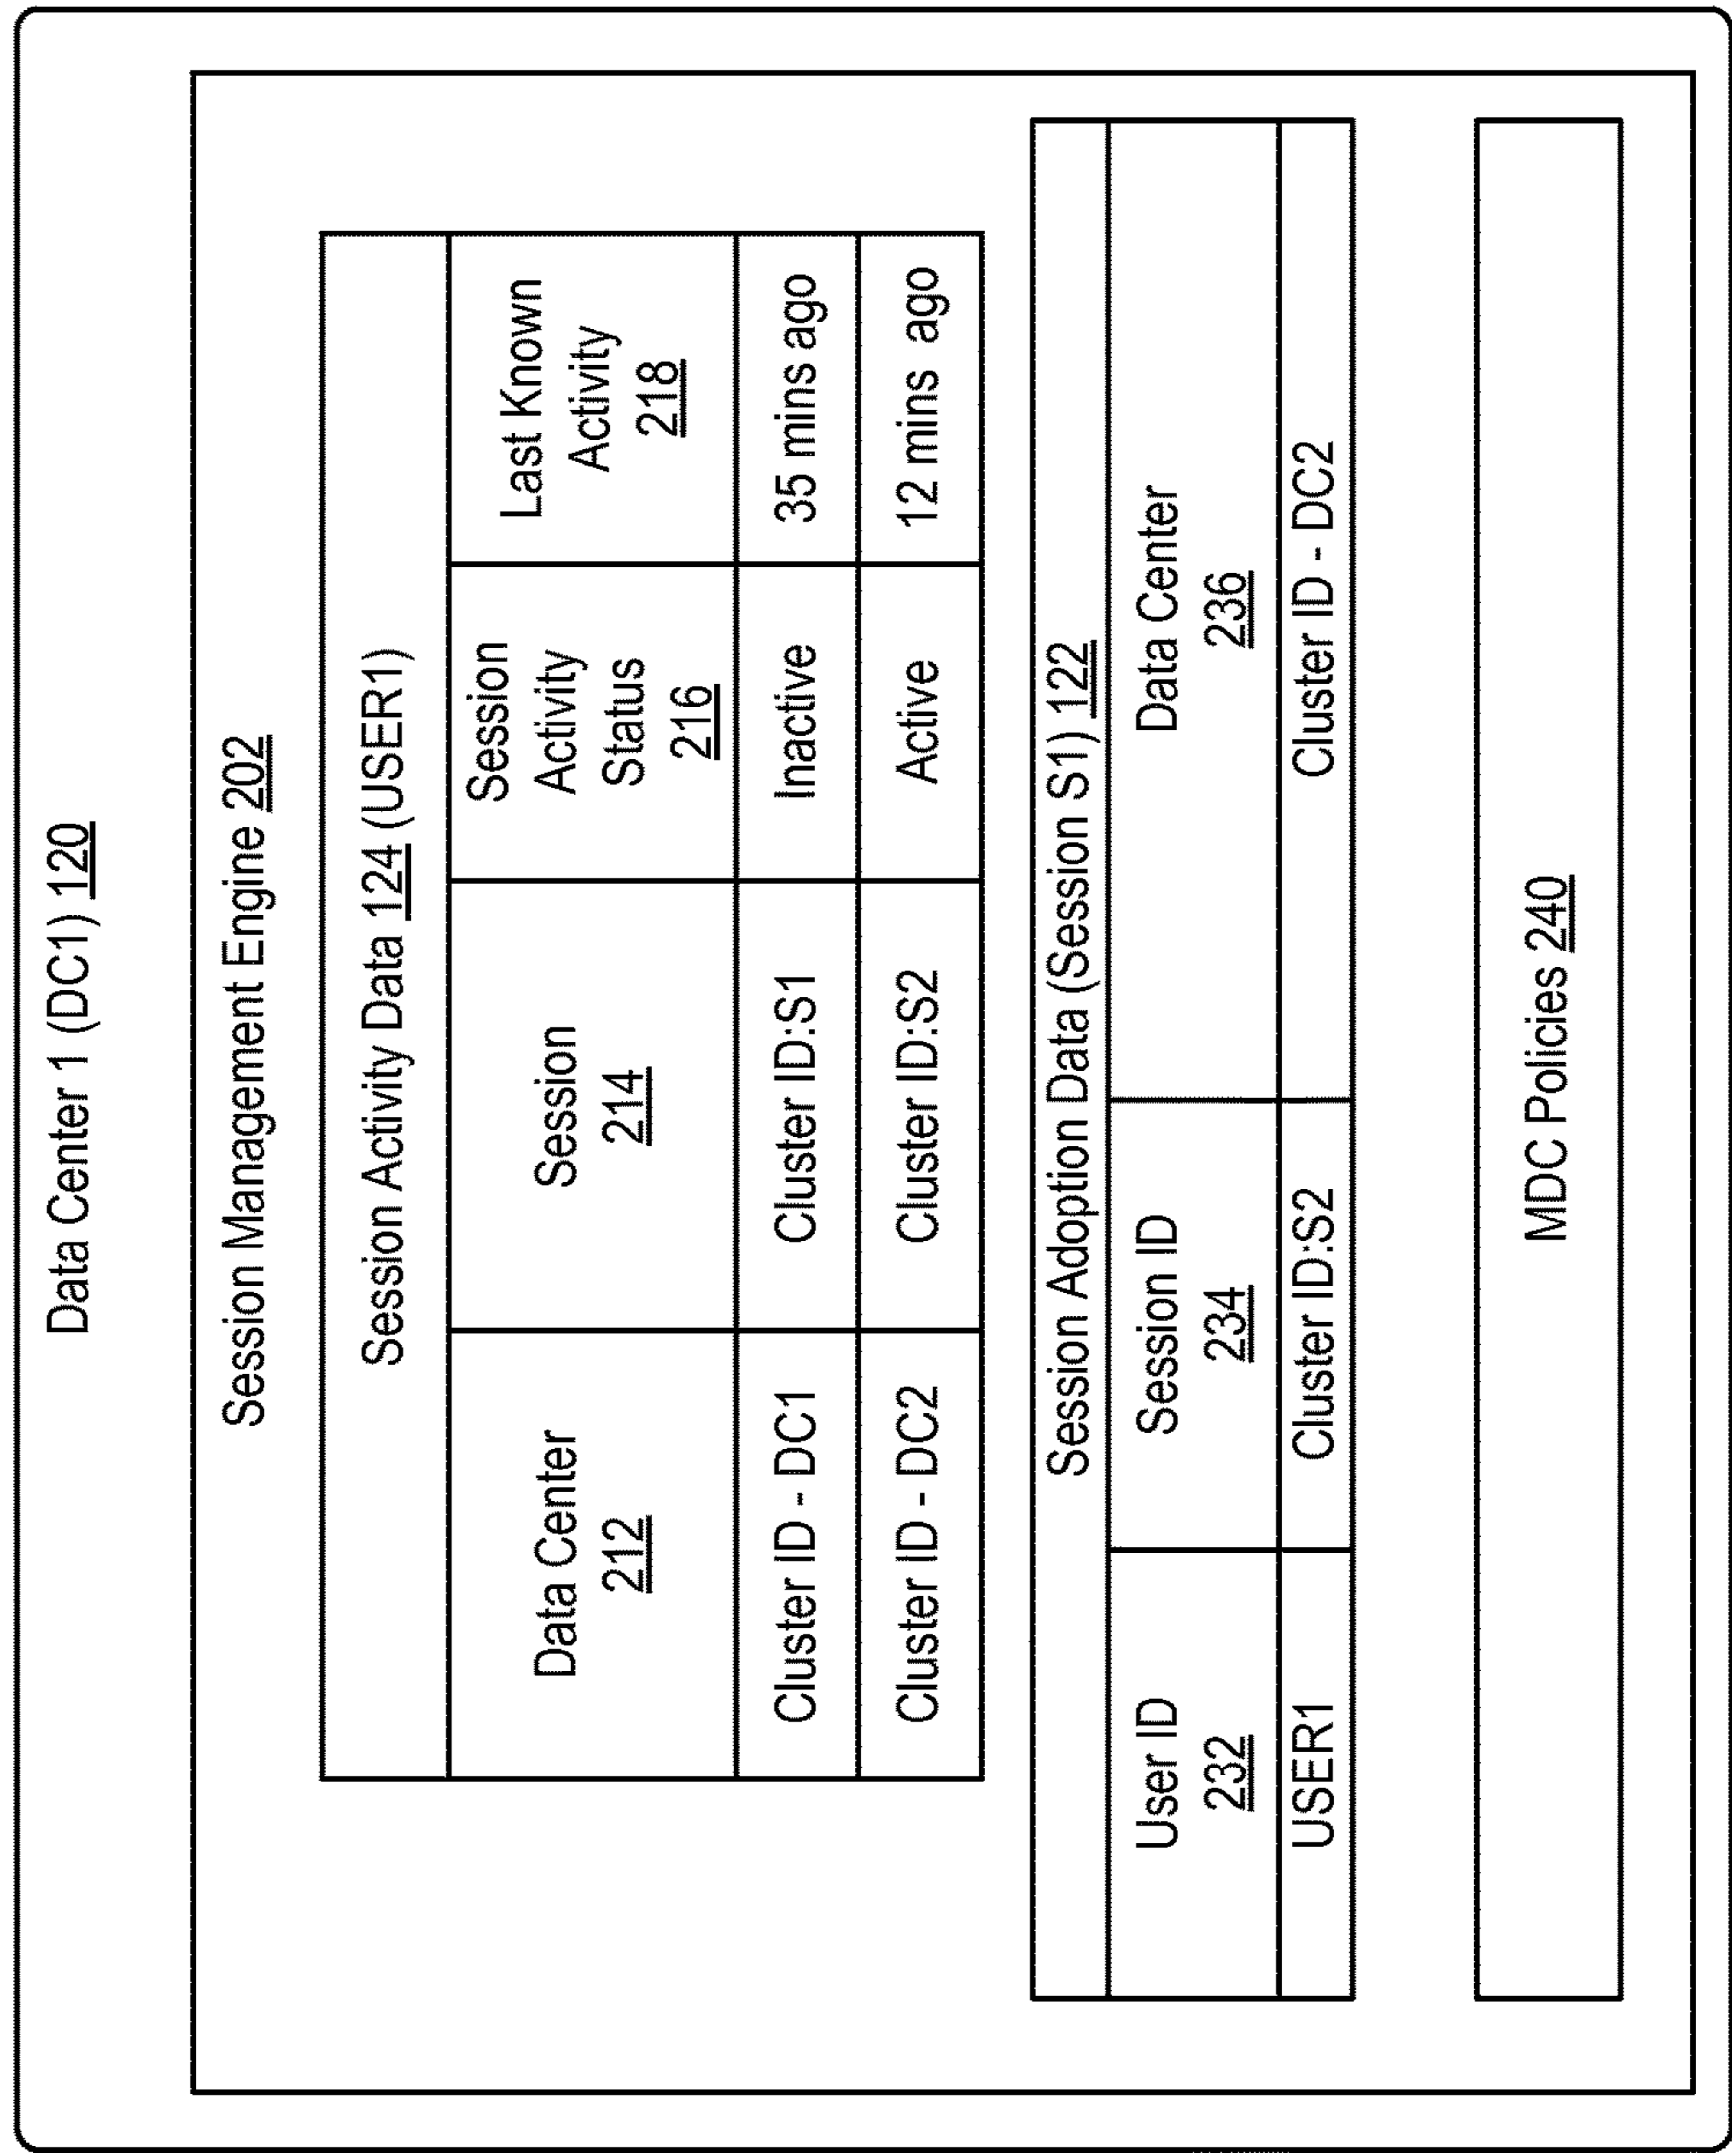 Data Center 1 (DC1) 120
Session Management Engine 202
Session Activity Data 124 (USER1)
Data Center
212
Session
214
Session
Activity
Status
216
Last Known
Activity
218
Cluster ID - DC1
Cluster ID:S1
Inactive
35 mins ago
Cluster ID - DC2
Cluster ID:S2
Active
12 mins ago
Session Adoption Data (Session S1) 122
User ID
232
Session ID
234
Data Center
236
USER1
Cluster ID:S2
Cluster ID - DC2
MDC Policies 240